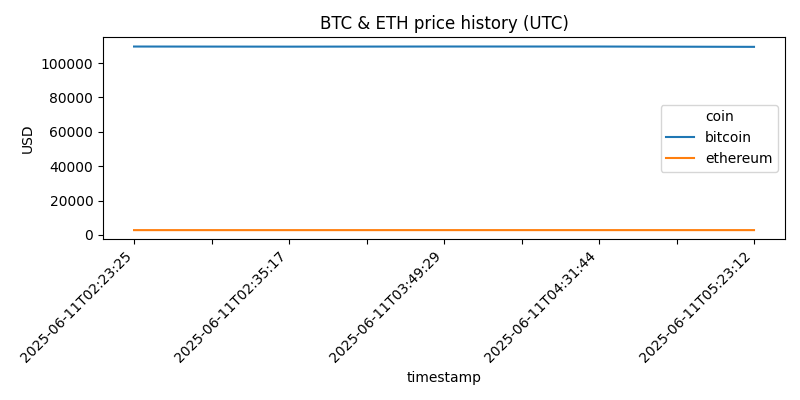 BTC & ETH price history (UTC)
100000
80000
60000
40000
20000
0
USD
coin
bitcoin
ethereum
2025-06-11T02:23:25
2025-06-11T02:35:17
2025-06-11T03:49:29
2025-06-11T04:31:44
2025-06-11T05:23:12
timestamp